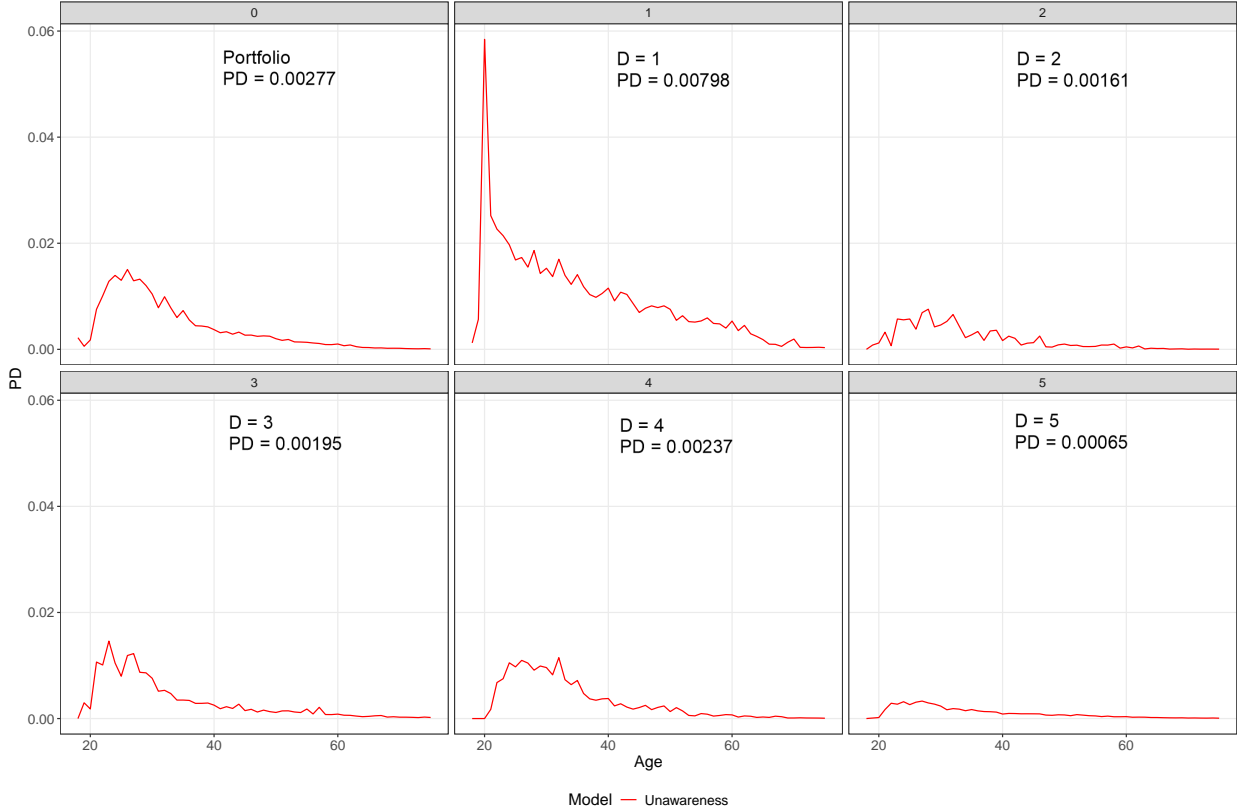 0
1
2
Portfolio
PD = 0.00277
D = 1
PD = 0.00798
D = 2
PD = 0.00161
0.06
0.04
0.02
0.00
3
4
5
D = 3
PD = 0.00195
D = 4
PD = 0.00237
D = 5
PD = 0.00065
0.06
0.04
0.02
0.00
PD
20
40
60
20
40
60
20
40
60
Age
Model
Unawareness